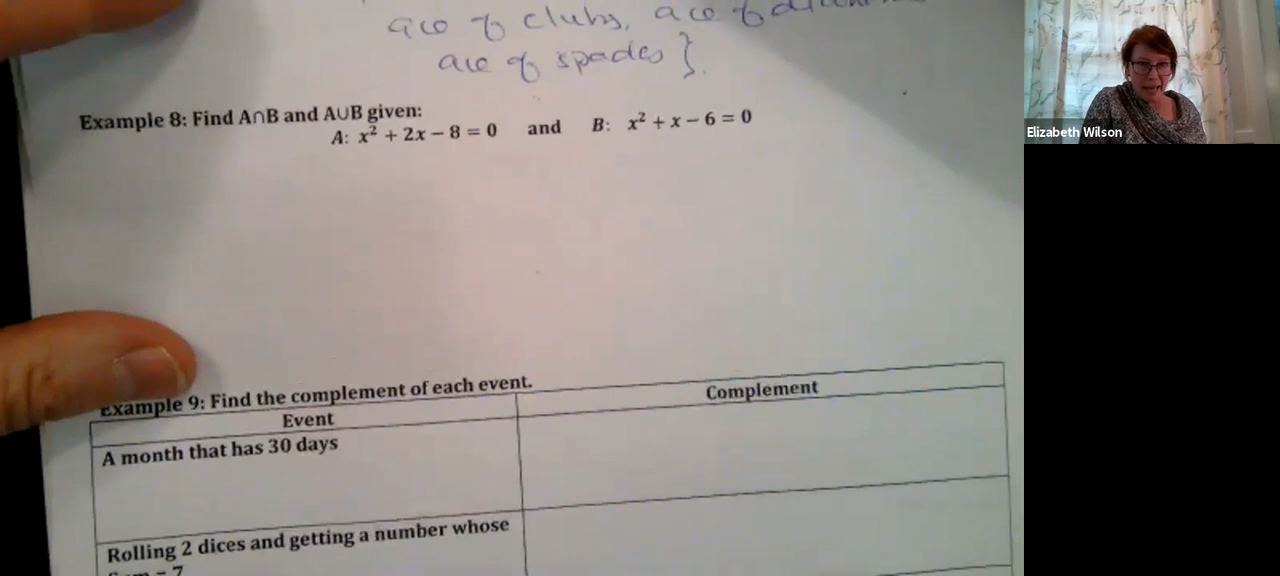 ace of clubs, ace of
ace of spades}.
Example 8: Find A∩B and A∪B given:
A: x² + 2x − 8 = 0 and B: x² + x − 6 = 0
Elizabeth Wilson
Example 9: Find the complement of each event.
Event Complement
A month that has 30 days
Rolling 2 dices and getting a number whose